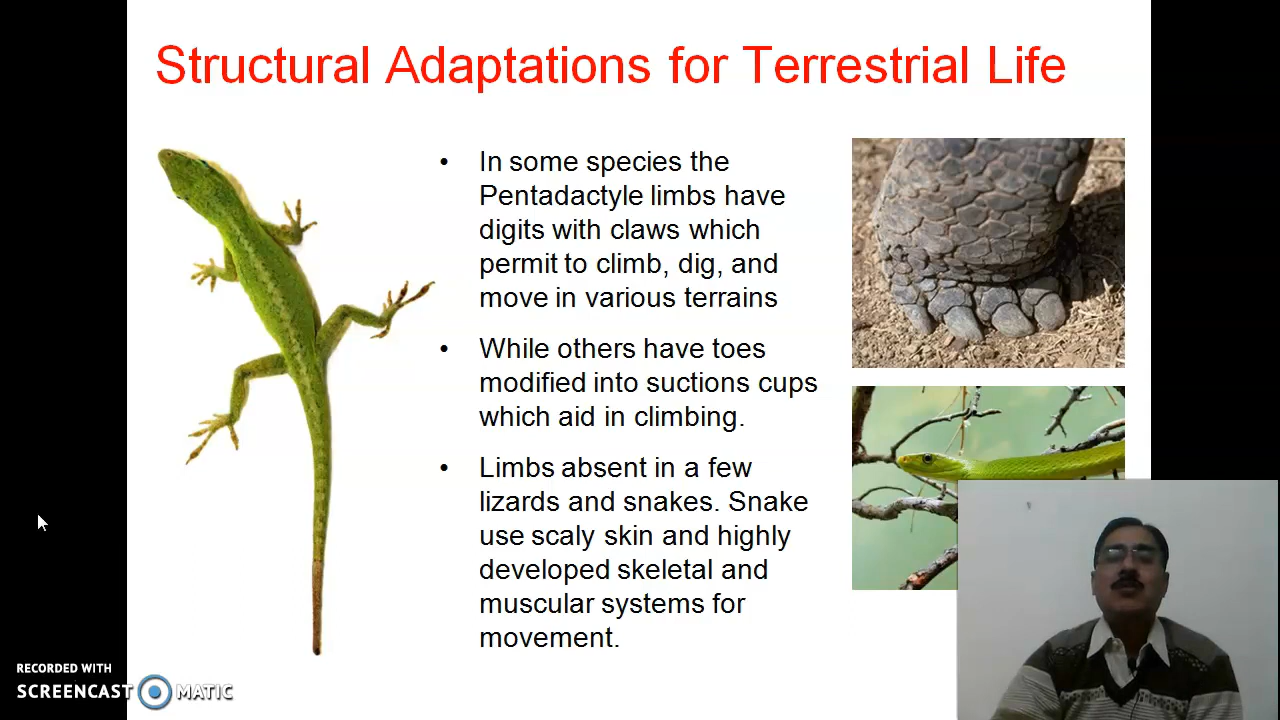 Structural Adaptations for Terrestrial Life
• In some species the
Pentadactyle limbs have
digits with claws which
permit to climb, dig, and
move in various terrains
• While others have toes
modified into suctions cups
which aid in climbing.
• Limbs absent in a few
lizards and snakes. Snake
use scaly skin and highly
developed skeletal and
muscular systems for
movement.
RECORDED WITH
SCREENCAST MATIC